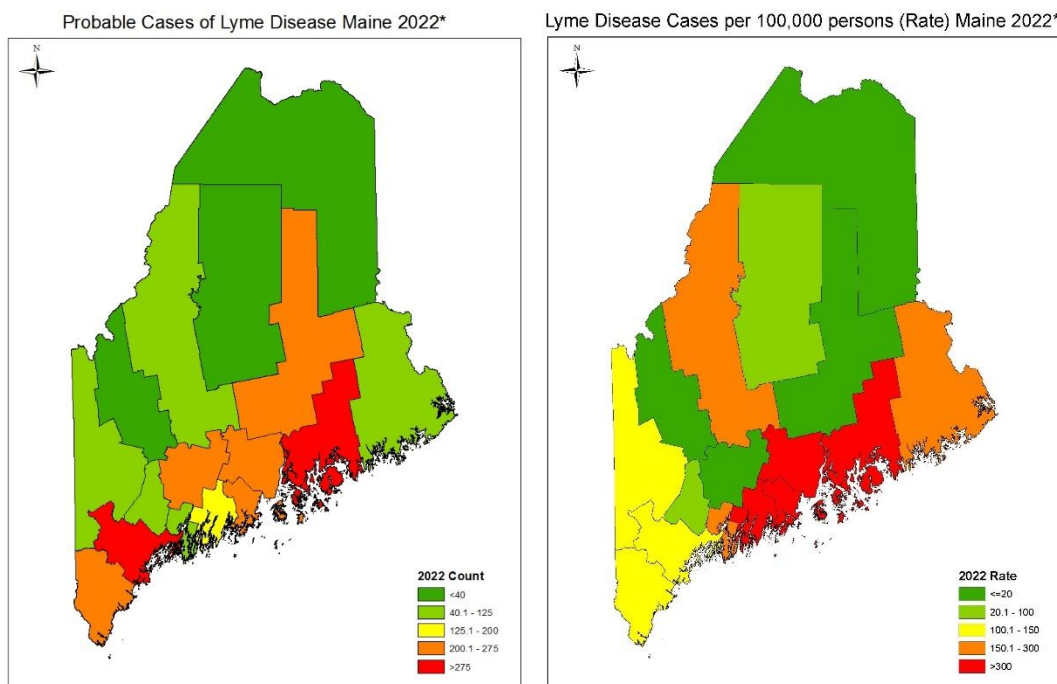 Probable Cases of Lyme Disease Maine 2022*
N
2022 Count
<40
40.1 - 125
125.1 - 200
200.1 - 275
>275
Lyme Disease Cases per 100,000 persons (Rate) Maine 2022*
N
2022 Rate
<=20
20.1 - 100
100.1 - 150
150.1 - 300
>300